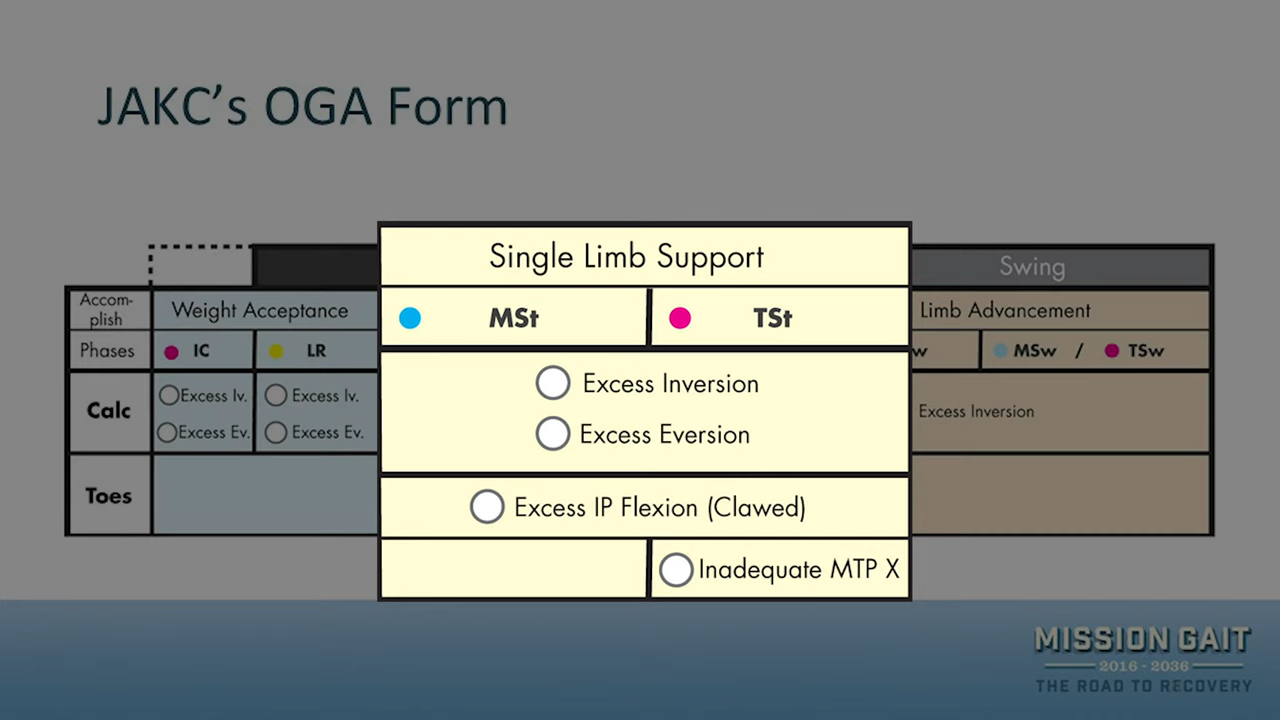 JAKC's OGA Form
Single Limb Support
MSt
TSt
Excess Inversion
Excess Eversion
Excess IP Flexion (Clawed)
Inadequate MTP X
Swing
Accom-
plish
Weight Acceptance
Limb Advancement
Phases
IC
LR
w
MSw / TSw
Calc
Excess Iv.
Excess Iv.
Excess Inversion
Excess Ev.
Excess Ev.
Toes
MISSION GAIT
2016 - 2036
THE ROAD TO RECOVERY